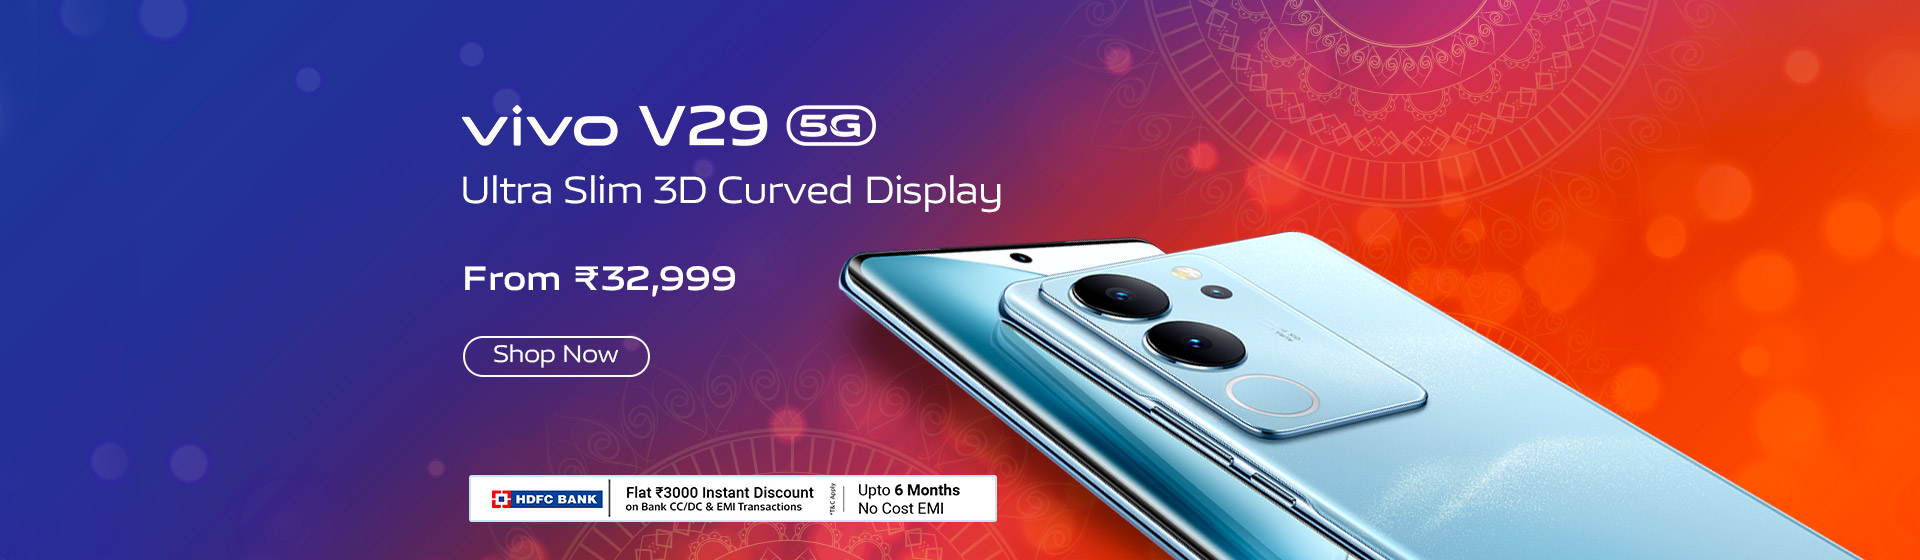 vivo V29 5G
Ultra Slim 3D Curved Display
From ₹32,999
Shop Now
HDFC BANK
Flat ₹3000 Instant Discount
on Bank CC/DC & EMI Transactions
*T&C Apply
Upto 6 Months
No Cost EMI